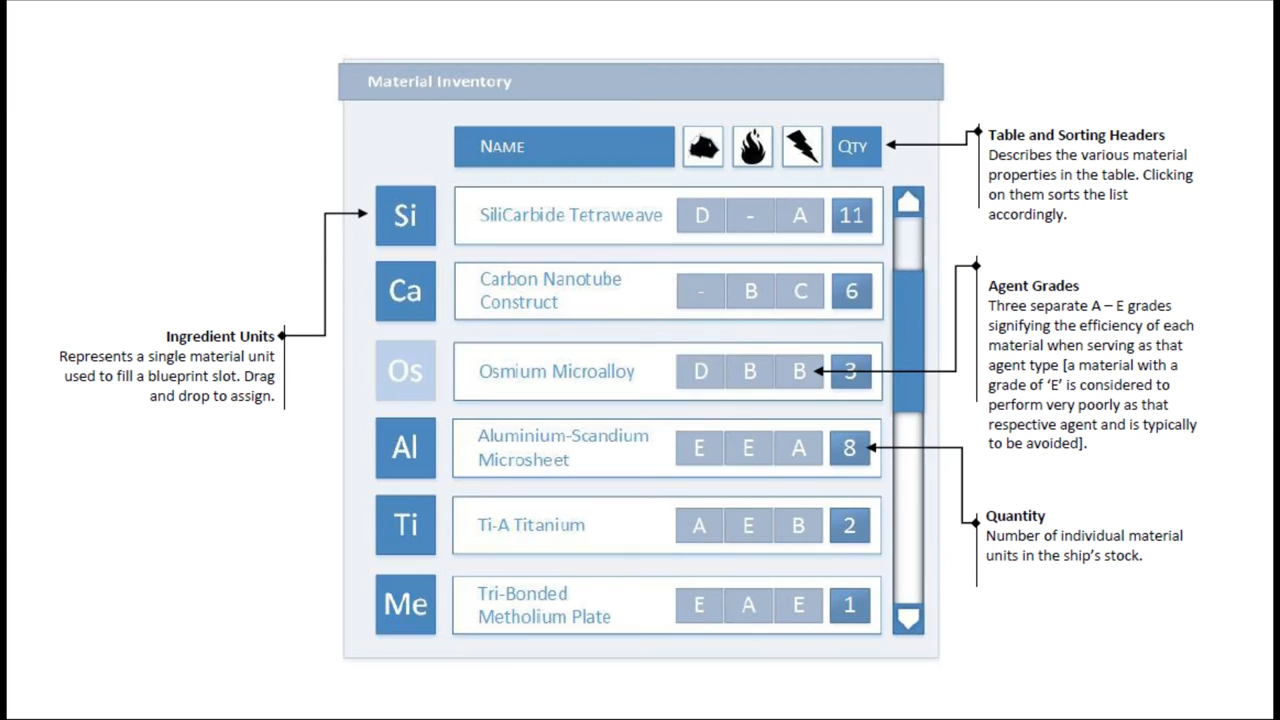 Material Inventory
NAME QTY
Si SiliCarbide Tetraweave D - A 11
Ca Carbon Nanotube
Construct - B C 6
Os Osmium Microalloy D B B 3
Al Aluminium-Scandium
Microsheet E E A 8
Ti Ti-A Titanium A E B 2
Me Tri-Bonded
Metholium Plate E A E 1
Ingredient Units
Represents a single material unit
used to fill a blueprint slot. Drag
and drop to assign.
Table and Sorting Headers
Describes the various material
properties in the table. Clicking
on them sorts the list
accordingly.
Agent Grades
Three separate A – E grades
signifying the efficiency of each
material when serving as that
agent type [a material with a
grade of ‘E’ is considered to
perform very poorly as that
respective agent and is typically
to be avoided].
Quantity
Number of individual material
units in the ship’s stock.